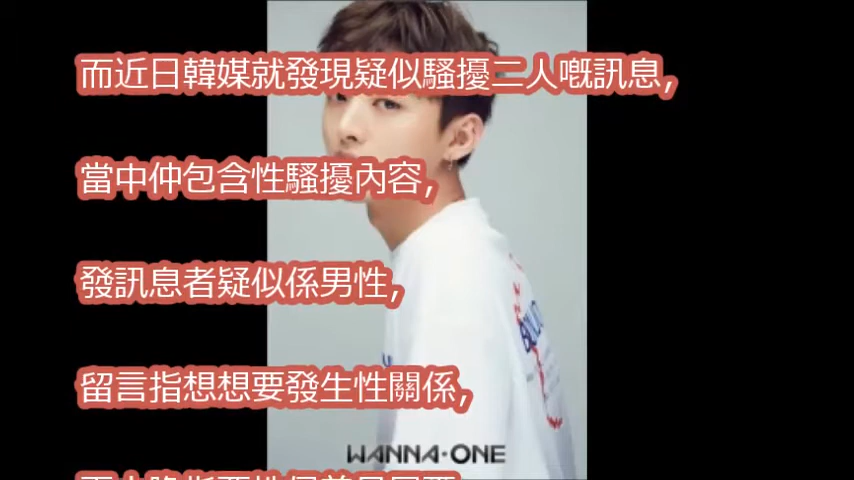 而近日韓媒就發現疑似騷擾二人嘅訊息，
當中仲包含性騷擾內容，
發訊息者疑似係男性，
留言指想想要發生性關係，
WANNA·ONE